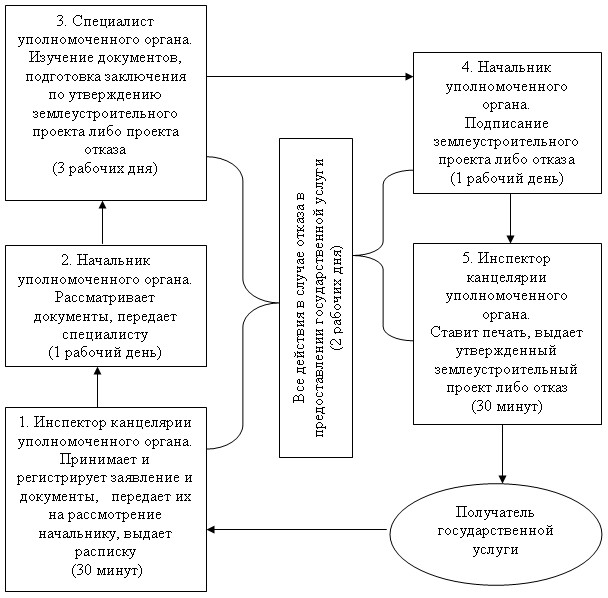 3. Специалист
уполномоченного органа.
Изучение документов,
подготовка заключения
по утверждению
землеустроительного
проекта либо проекта
отказа
(3 рабочих дня)
4. Начальник
уполномоченного
органа.
Подписание
землеустроительного
проекта либо отказа
(1 рабочий день)
Все действия в случае отказа в
предоставлении государственной услуги
(2 рабочих дня)
2. Начальник
уполномоченного органа.
Рассматривает
документы, передает
специалисту
(1 рабочий день)
5. Инспектор
канцелярии
уполномоченного
органа.
Ставит печать, выдает
утвержденный
землеустроительный
проект либо отказ
(30 минут)
1. Инспектор канцелярии
уполномоченного органа.
Принимает и
регистрирует заявление и
документы, передает их
на рассмотрение
начальнику, выдает
расписку
(30 минут)
Получатель
государственной
услуги